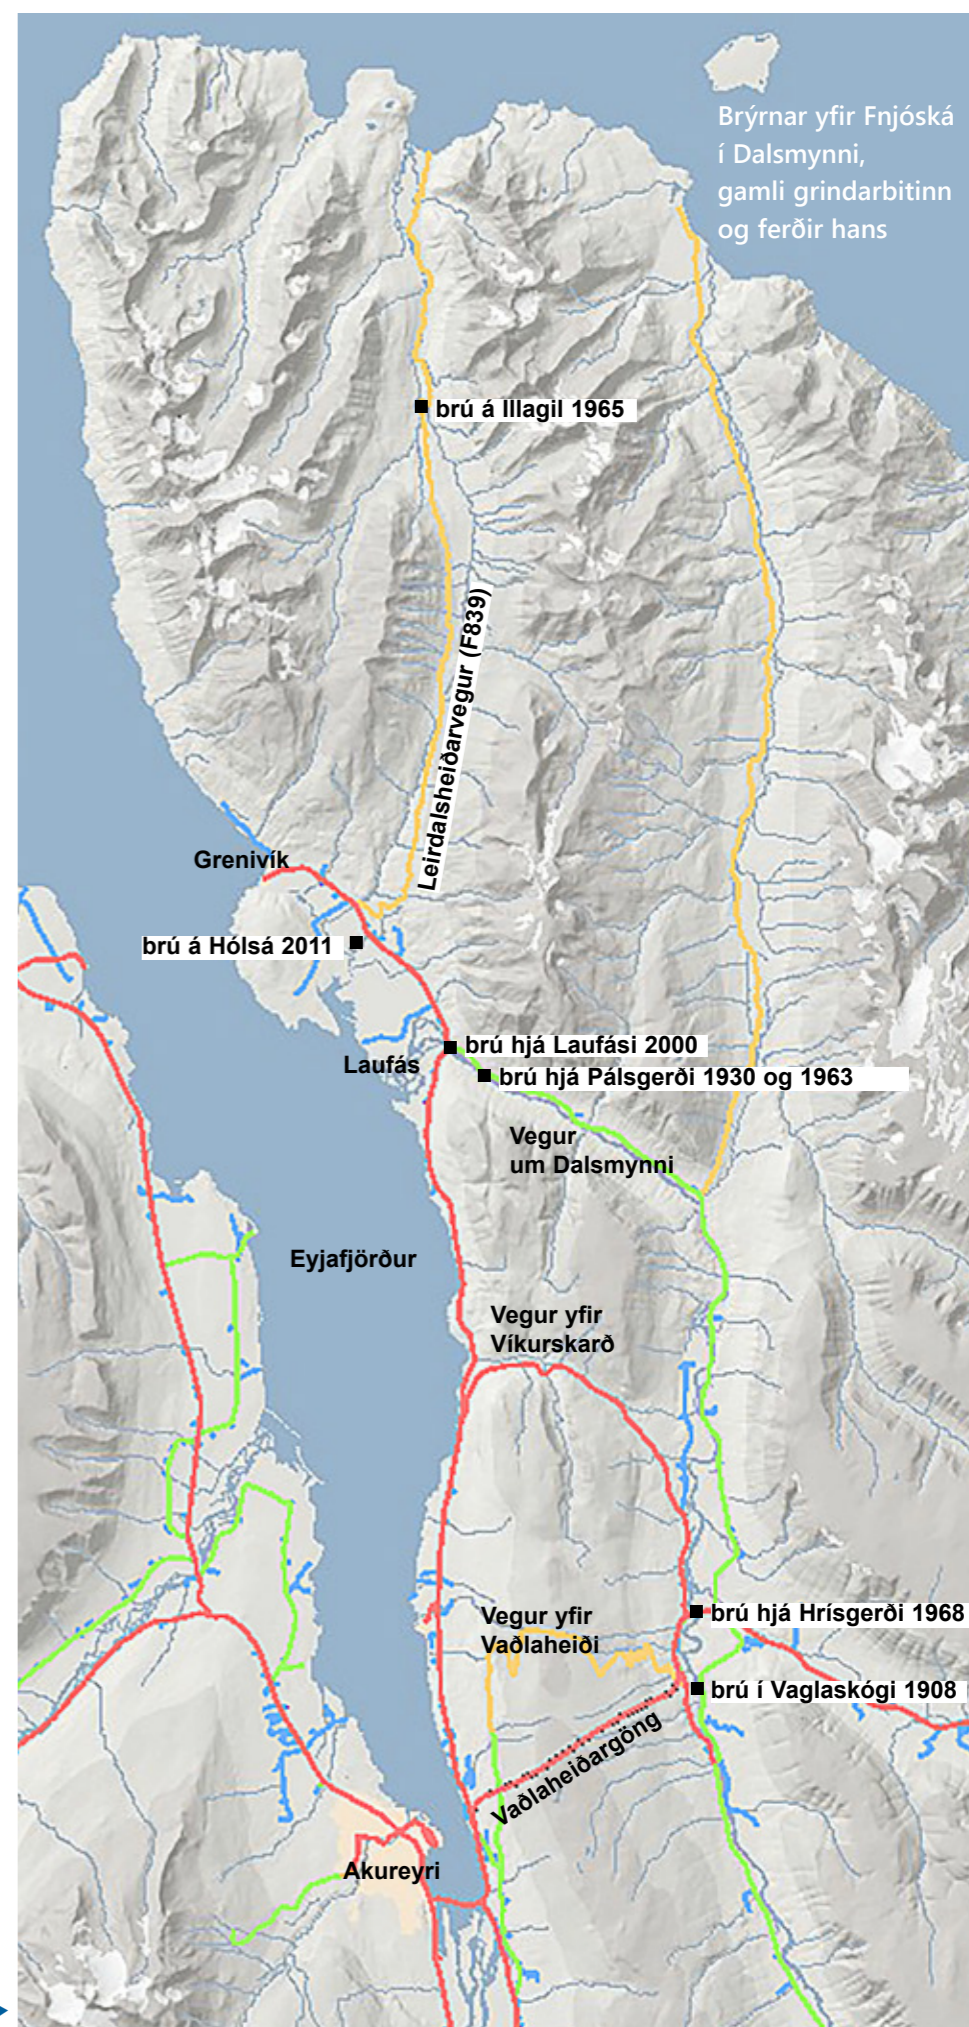 Brýrnar yfir Fnjóská
í Dalsmynni,
gamli grindarbitinn
og ferðir hans
brú á Illagil 1965
Leirdalsheiðarvegur (F839)
Grenivík
brú á Hólsá 2011
brú hjá Laufási 2000
Laufás
brú hjá Pálsgerði 1930 og 1963
Vegur
um Dalsmynni
Eyjafjörður
Vegur yfir
Víkurskarð
Vegur yfir
Vaðlaheiði
brú hjá Hrísgerði 1968
brú í Vaglaskógi 1908
Vaðlaheiðargöng
Akureyri